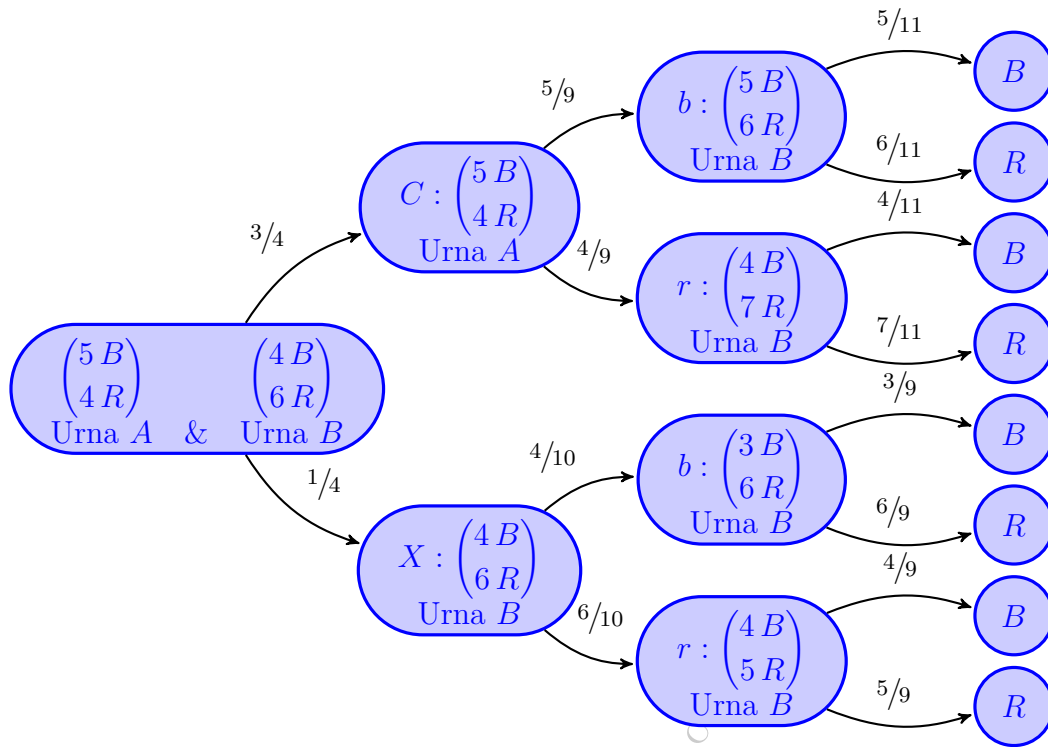 5/11
B
b : (5 B
6 R)
Urna B
5/9
6/11
R
C : (5 B
4 R)
Urna A
4/11
B
3/4
4/9
r : (4 B
7 R)
Urna B
7/11
R
(5 B
4 R)
(4 B
6 R)
Urna A & Urna B
3/9
B
1/4
4/10
b : (3 B
6 R)
Urna B
6/9
R
X : (4 B
6 R)
Urna B
4/9
B
6/10
r : (4 B
5 R)
Urna B
5/9
R